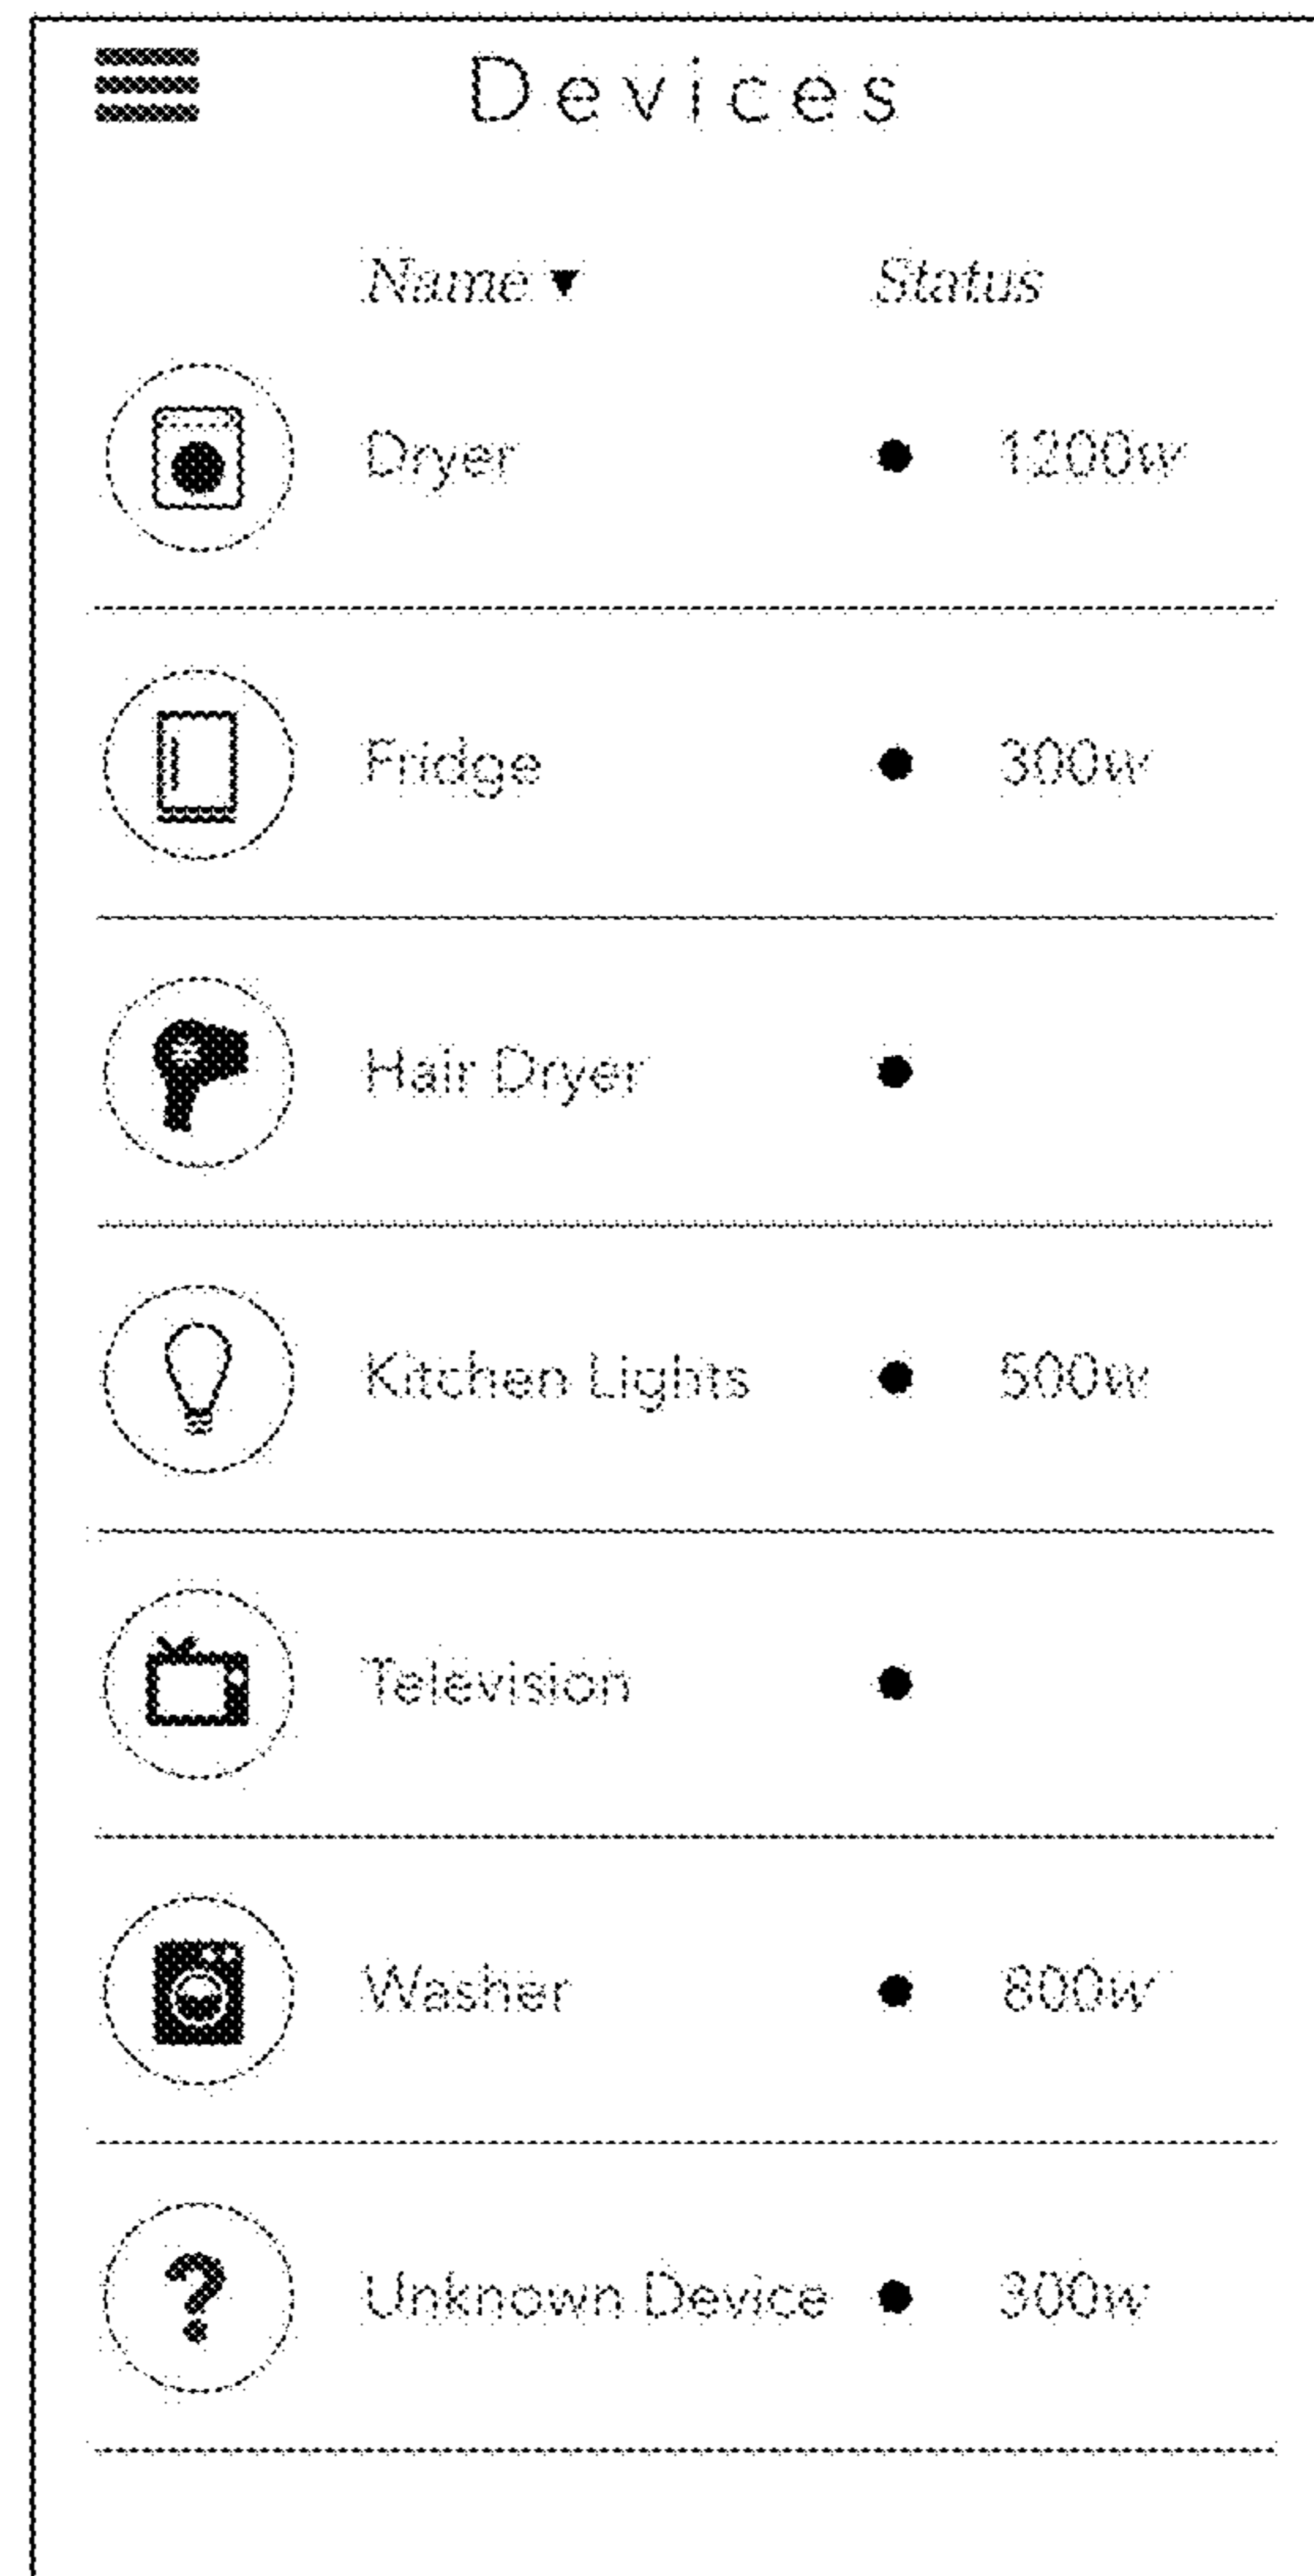 Devices
Name ▼ Status
Dryer ● 1200w
Fridge ● 300w
Hair Dryer ●
Kitchen Lights ● 500w
Television ●
Washer ● 800w
? Unknown Device ● 300w